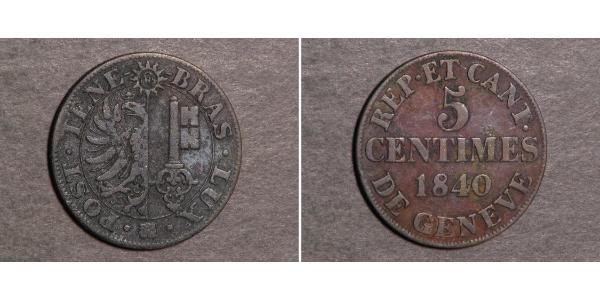 POST · TENEBRAS · LUX
REP. ET CANT.
5
CENTIMES
1840
DE GENEVE